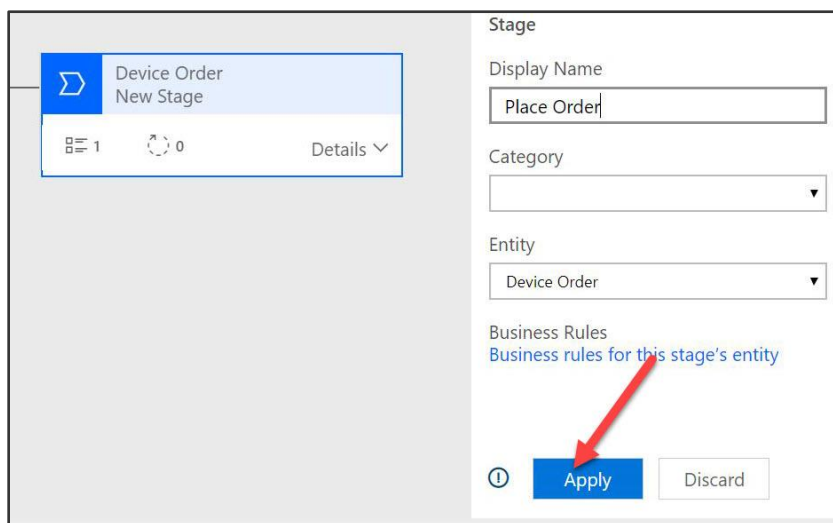 Device Order
New Stage
1
0
Details
Stage
Display Name
Place Order
Category
Entity
Device Order
Business Rules
Business rules for this stage's entity
Apply
Discard